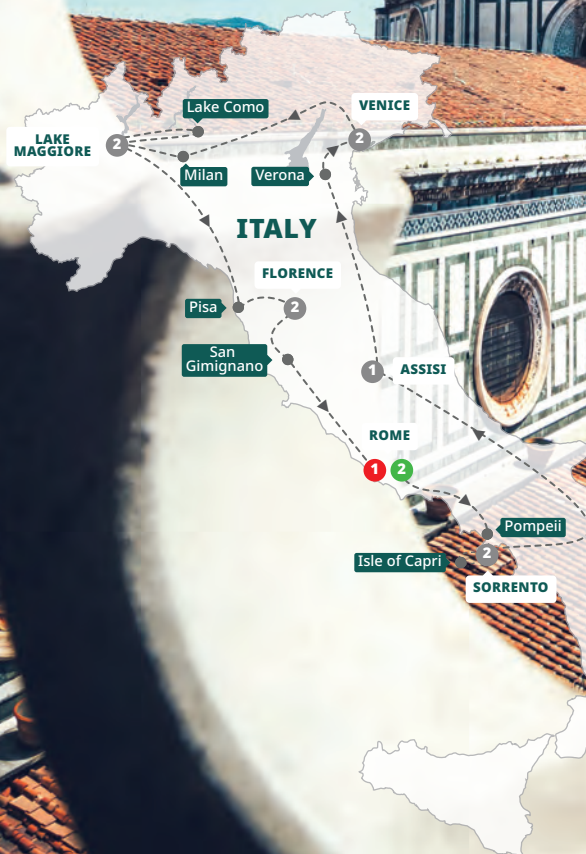 Lake Como
VENICE
2
LAKE
MAGGIORE
2
Milan
Verona
ITALY
FLORENCE
Pisa
2
San
Gimignano
1
ASSISI
ROME
1
2
Pompeii
Isle of Capri
2
SORRENTO